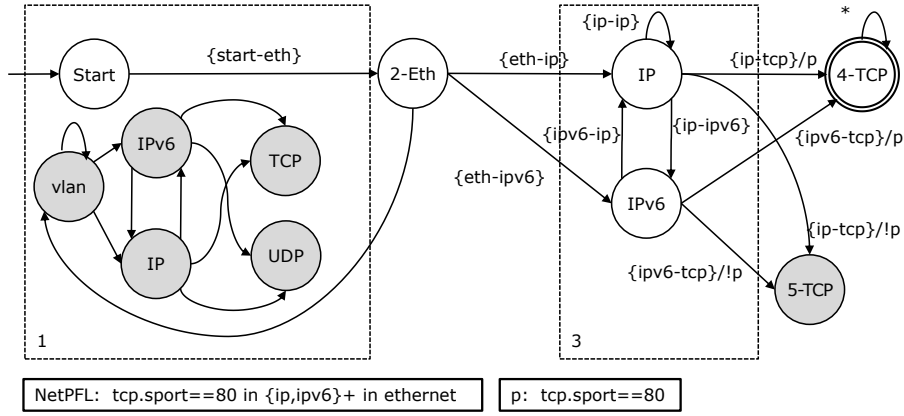 *
{ip-ip}
{start-eth}
{eth-ip}
{ip-tcp}/p
Start
2-Eth
IP
4-TCP
IPv6
{ipv6-ip}
{ip-ipv6}
{ipv6-tcp}/p
TCP
vlan
{eth-ipv6}
IPv6
{ip-tcp}/!p
IP
UDP
{ipv6-tcp}/!p
5-TCP
1
3
NetPFL: tcp.sport==80 in {ip,ipv6}+ in ethernet
p: tcp.sport==80